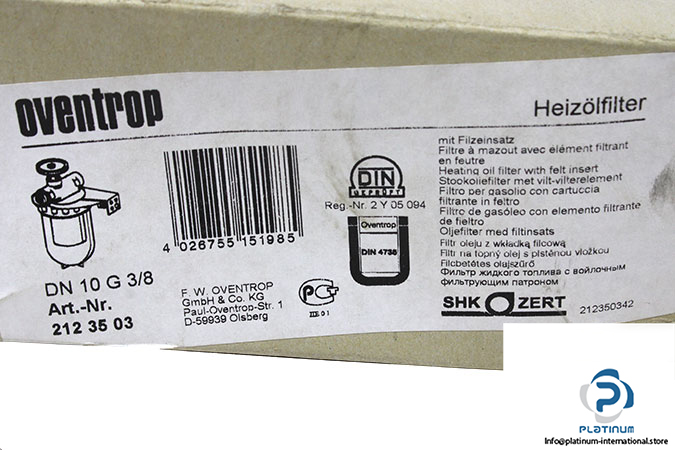 oventrop
Heizölfilter
mit Filzeinsatz
Filtre à mazout avec elément filtrant
en feutre
Heating oil filter with felt insert
Stookoliefilter met vilt-vilterelement
Filtro per gasolio con cartuccia
filtrante in feltro
Filtro de gasóleo con elemento filtrante
de fieltro
Oljefilter med filtinsats
Filtr oleju z wkładką filcową
Filtr na topný olej s plstěnou vložkou
Filcbetétes olajszűrő
Фильтр жидкого топлива с войлочным
фильтрующим патроном
DIN
GEPRÜFT
Reg.-Nr. 2 Y 05 094
Oventrop
DIN 4736
4 026755 151985
DN 10 G 3/8
Art.-Nr.
212 35 03
F. W. OVENTROP
GmbH & Co. KG
Paul-Oventrop-Str. 1
D-59939 Olsberg
SHK ZERT
212350342
PLATINUM
Info@platinum-international.store